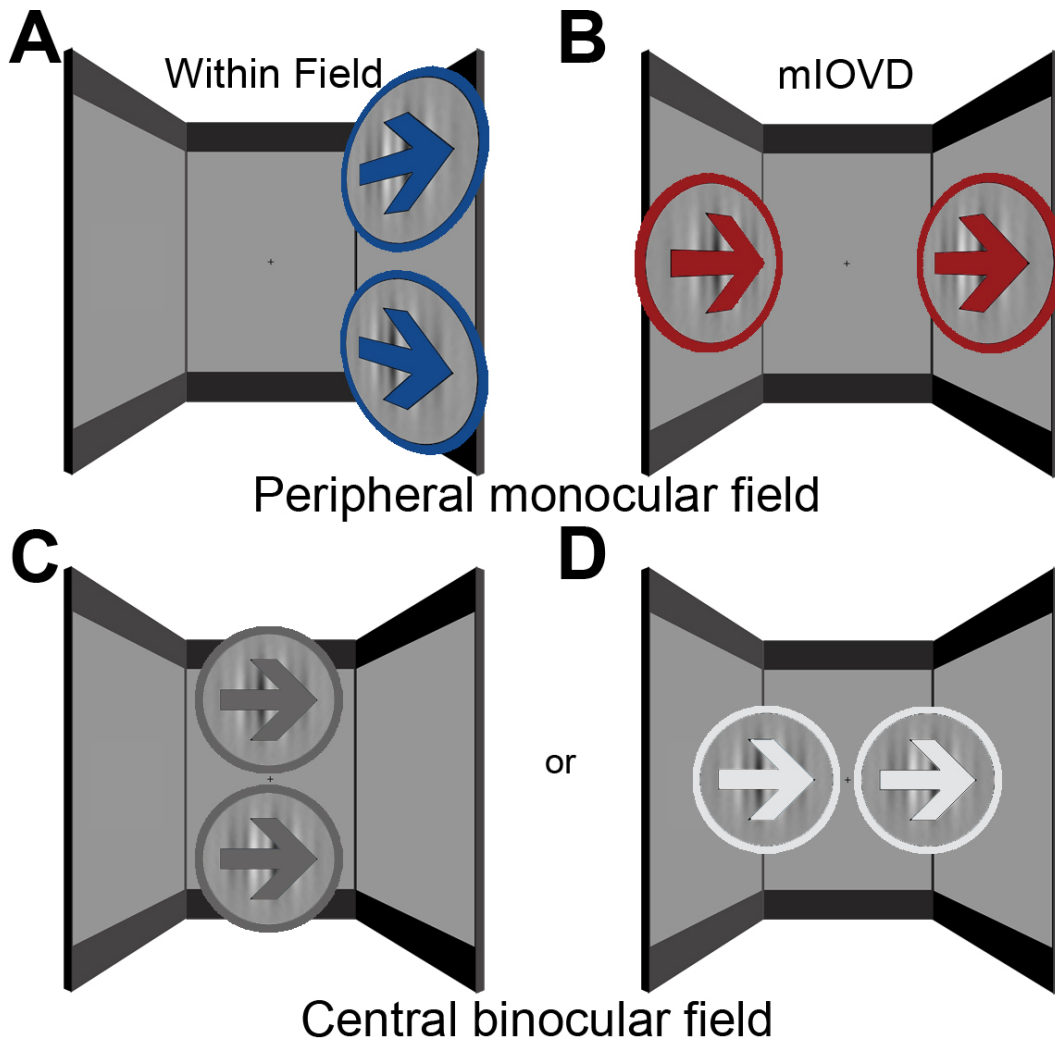 A
Within Field
B
mIOVD
Peripheral monocular field
C
D
or
Central binocular field